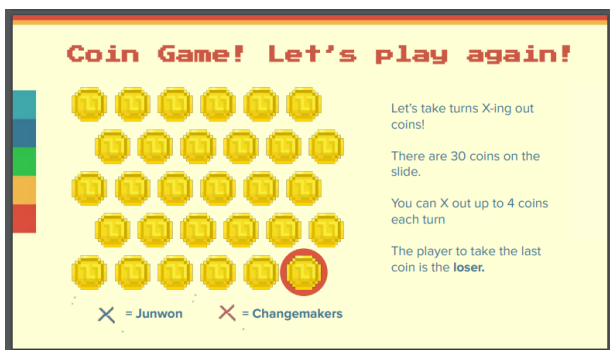 Coin Game! Let's play again!
Let's take turns X-ing out
coins!
There are 30 coins on the
slide.
You can X out up to 4 coins
each turn
The player to take the last
coin is the loser.
= Junwon
= Changemakers